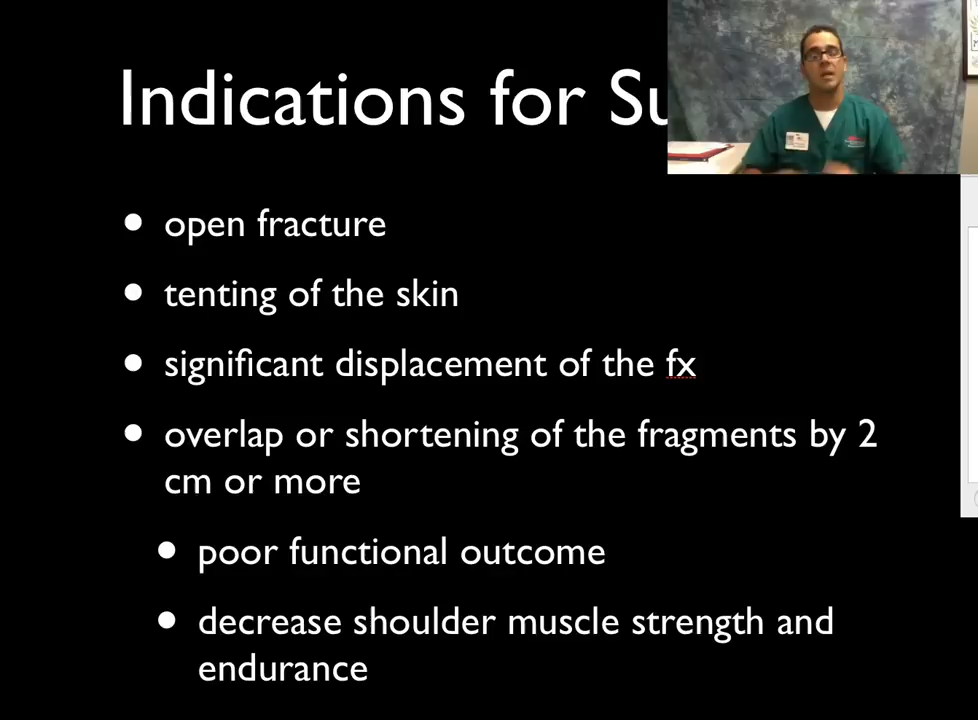 Indications for Su
• open fracture
• tenting of the skin
• significant displacement of the fx
• overlap or shortening of the fragments by 2
cm or more
• poor functional outcome
• decrease shoulder muscle strength and
endurance